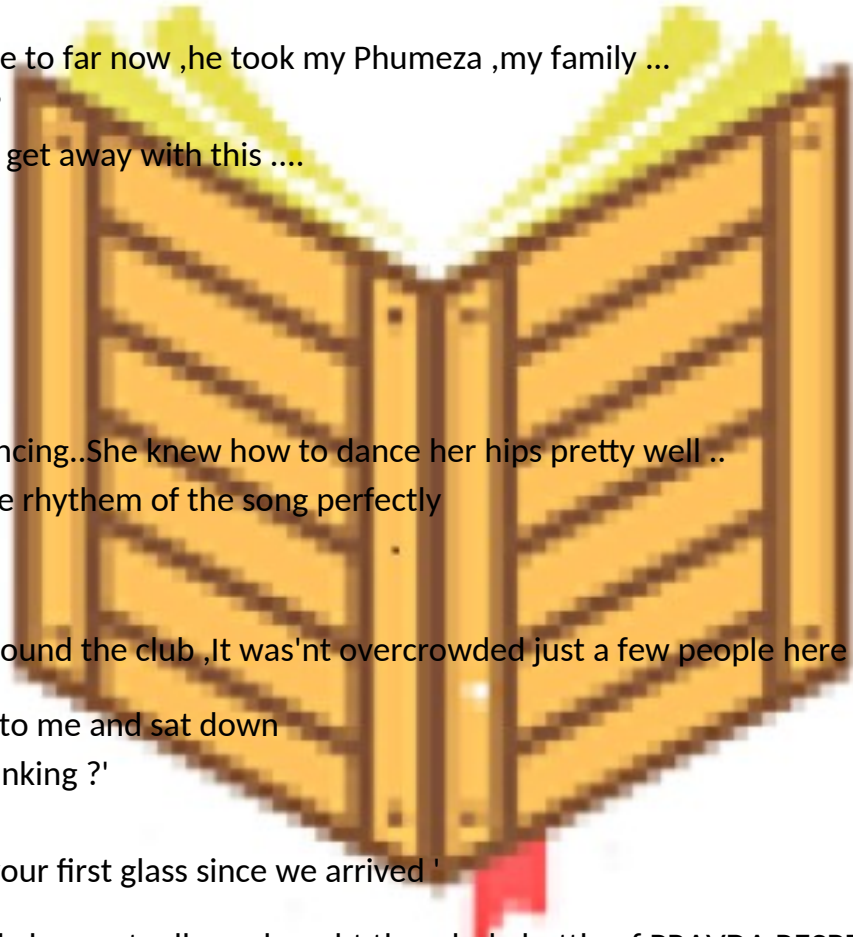 e to far now ,he took my Phumeza ,my family ...
get away with this ....
ncing..She knew how to dance her hips pretty well ..
e rhythem of the song perfectly
ound the club ,It was'nt overcrowded just a few people here
to me and sat down
nking ?'
our first glass since we arrived '